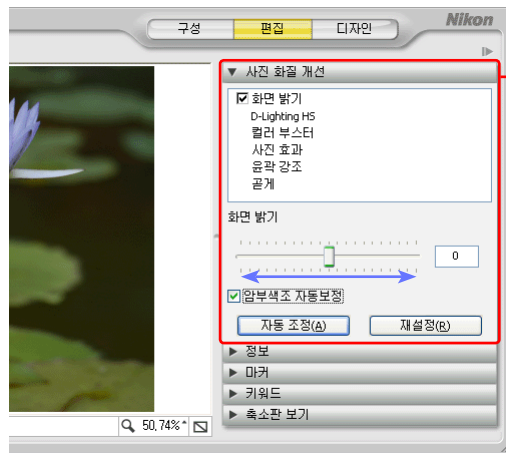 구성 편집 디자인 Nikon
▼ 사진 화질 개선
화면 밝기
D-Lighting HS
컬러 부스터
사진 효과
윤곽 강조
곧게
화면 밝기
0
암부색조 자동보정
자동 조정(A) 재설정(R)
▶ 정보
▶ 마커
▶ 키워드
▶ 축소판 보기
50,74%